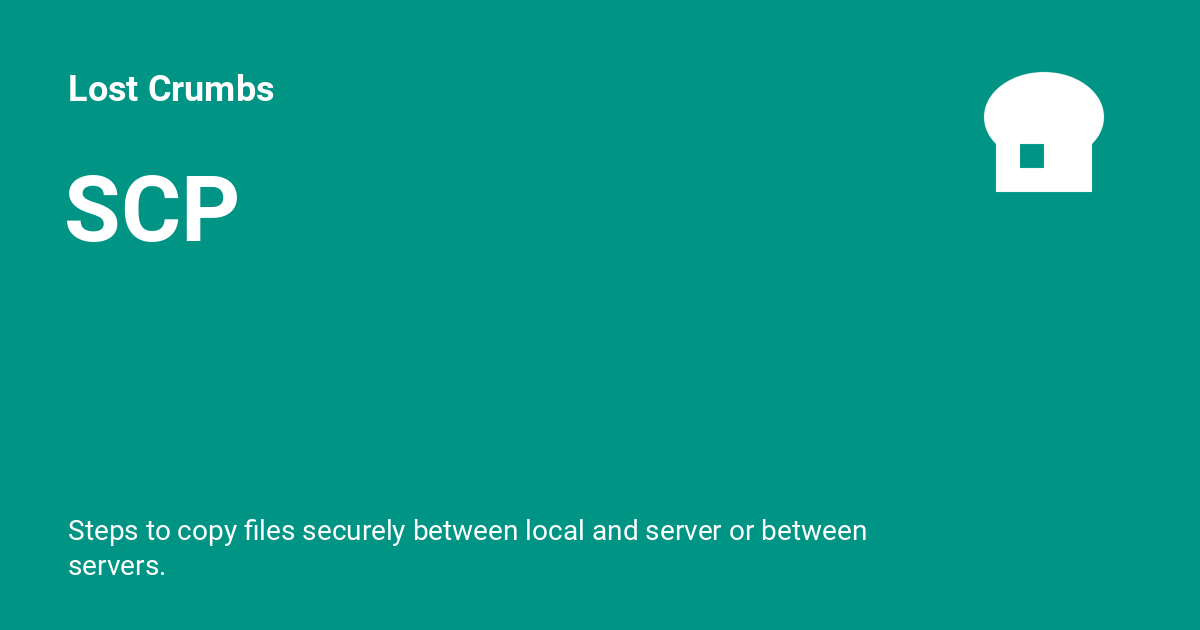 Lost Crumbs
SCP
Steps to copy files securely between local and server or between
servers.